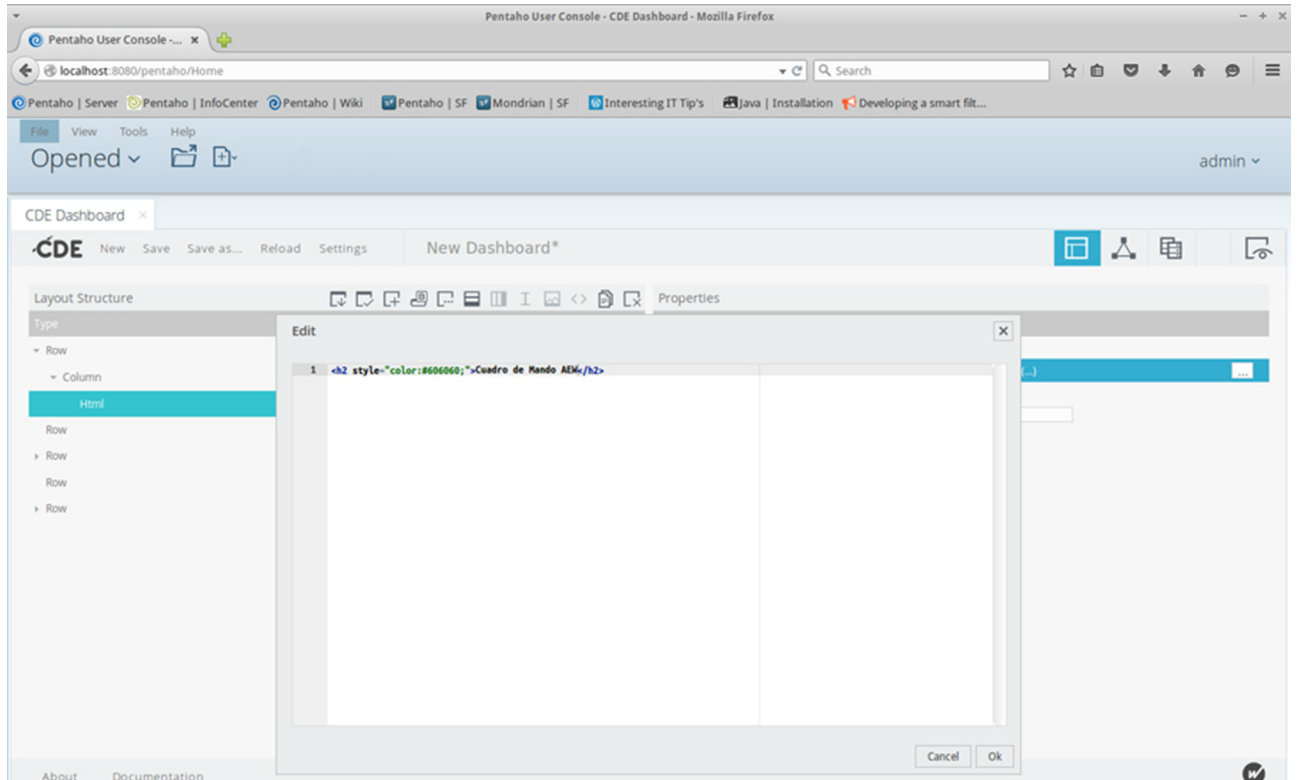 Pentaho User Console - CDE Dashboard - Mozilla Firefox
Pentaho User Console -...
localhost:8080/pentaho/Home
Search
Pentaho | Server Pentaho | InfoCenter Pentaho | Wiki Pentaho | SF Mondrian | SF Interesting IT Tip's Java | Installation Developing a smart filt...
File View Tools Help
Opened
admin
CDE Dashboard
CDE New Save Save as... Reload Settings New Dashboard*
Layout Structure
Properties
Type
Edit
Row
1 <h2 style="color:#606060;">Cuadro de Mando AEW</h2>
(...)
...
Column
Html
Row
Row
Row
Row
Cancel Ok
About Documentation